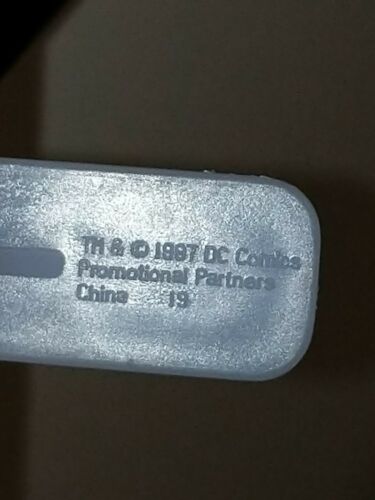 TM & © 1997 DC Comics
Promotional Partners
China 19